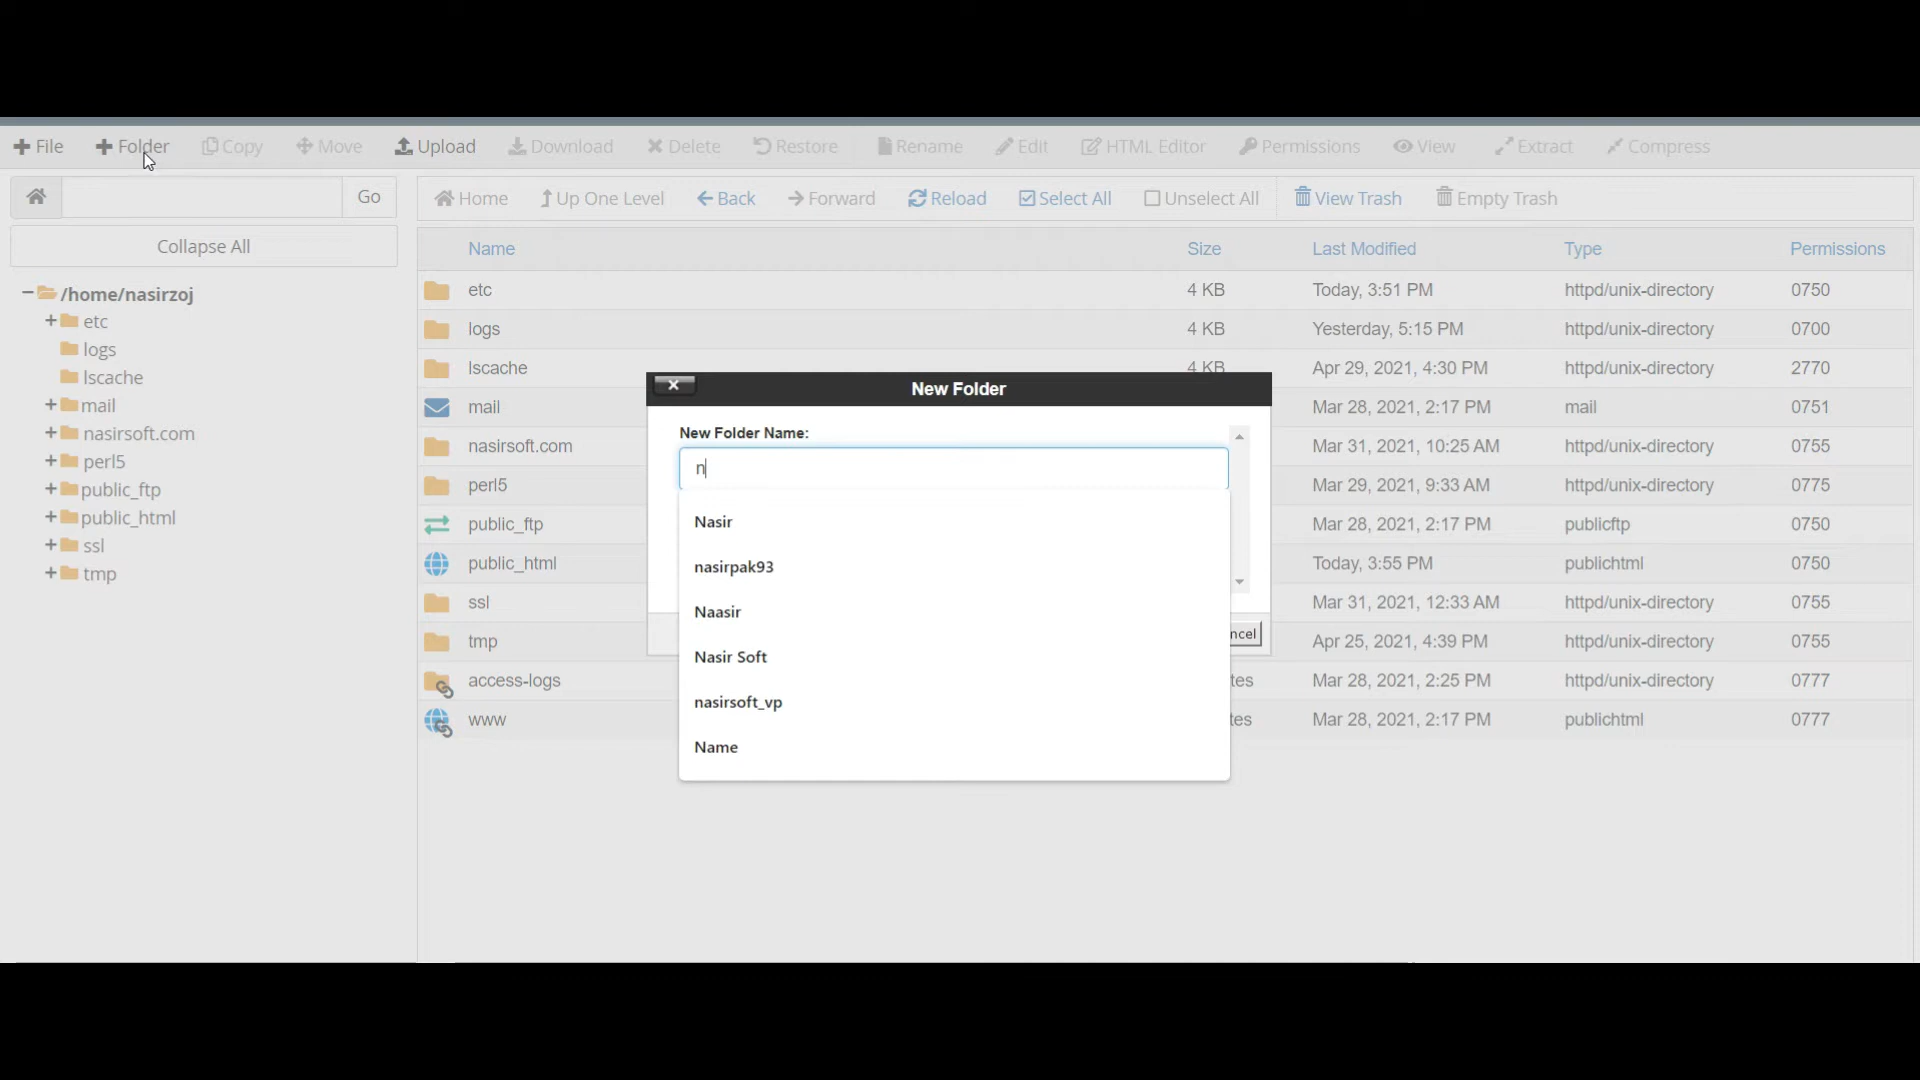 File Folder Copy Move Upload Download Delete Restore Rename Edit HTML Editor Permissions View Extract Compress
Go
Home Up One Level Back Forward Reload Select All Unselect All View Trash Empty Trash
Collapse All
Name Size Last Modified Type Permissions
/home/nasirzoj
etc
logs
lscache
mail
nasirsoft.com
perl5
public_ftp
public_html
ssl
tmp
etc 4 KB Today, 3:51 PM httpd/unix-directory 0750
logs 4 KB Yesterday, 5:15 PM httpd/unix-directory 0700
lscache 4 KB Apr 29, 2021, 4:30 PM httpd/unix-directory 2770
mail Mar 28, 2021, 2:17 PM mail 0751
nasirsoft.com Mar 31, 2021, 10:25 AM httpd/unix-directory 0755
perl5 Mar 29, 2021, 9:33 AM httpd/unix-directory 0775
public_ftp Mar 28, 2021, 2:17 PM publicftp 0750
public_html Today, 3:55 PM publichtml 0750
ssl Mar 31, 2021, 12:33 AM httpd/unix-directory 0755
tmp Apr 25, 2021, 4:39 PM httpd/unix-directory 0755
access-logs tes Mar 28, 2021, 2:25 PM httpd/unix-directory 0777
www tes Mar 28, 2021, 2:17 PM publichtml 0777
New Folder
New Folder Name:
n
Nasir
nasirpak93
Naasir
Nasir Soft
nasirsoft_vp
Name
ncel